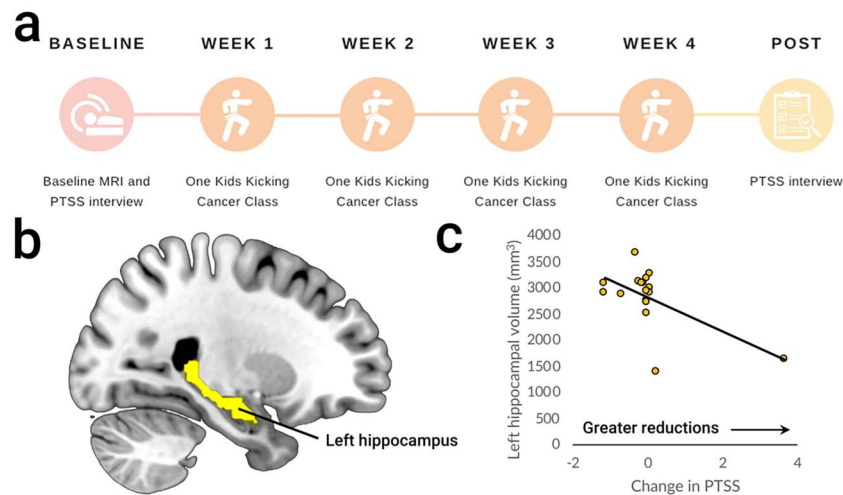 a
BASELINE
WEEK 1
WEEK 2
WEEK 3
WEEK 4
POST
Baseline MRI and
PTSS interview
One Kids Kicking
Cancer Class
One Kids Kicking
Cancer Class
One Kids Kicking
Cancer Class
One Kids Kicking
Cancer Class
PTSS interview
b
Left hippocampus
c
Left hippocampal volume (mm³)
4000
3500
3000
2500
2000
1500
1000
500
0
Greater reductions
-2
0
2
4
Change in PTSS